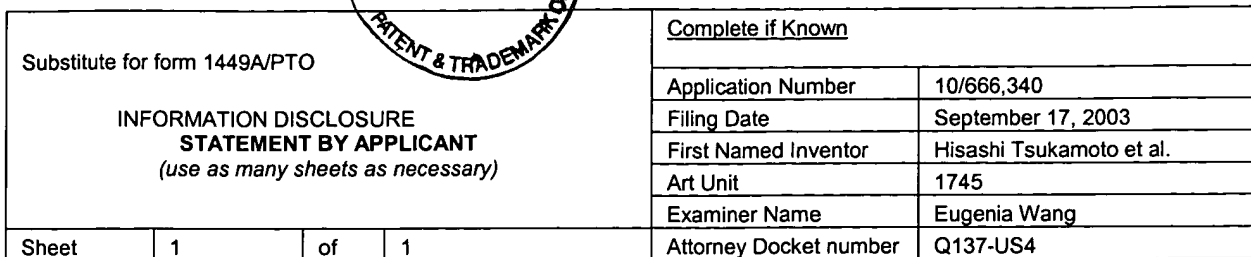 PATENT & TRADEMARK O
Substitute for form 1449A/PTO
INFORMATION DISCLOSURE
STATEMENT BY APPLICANT
(use as many sheets as necessary)
Sheet 1 of 1
Complete if Known
Application Number 10/666,340
Filing Date September 17, 2003
First Named Inventor Hisashi Tsukamoto et al.
Art Unit 1745
Examiner Name Eugenia Wang
Attorney Docket number Q137-US4